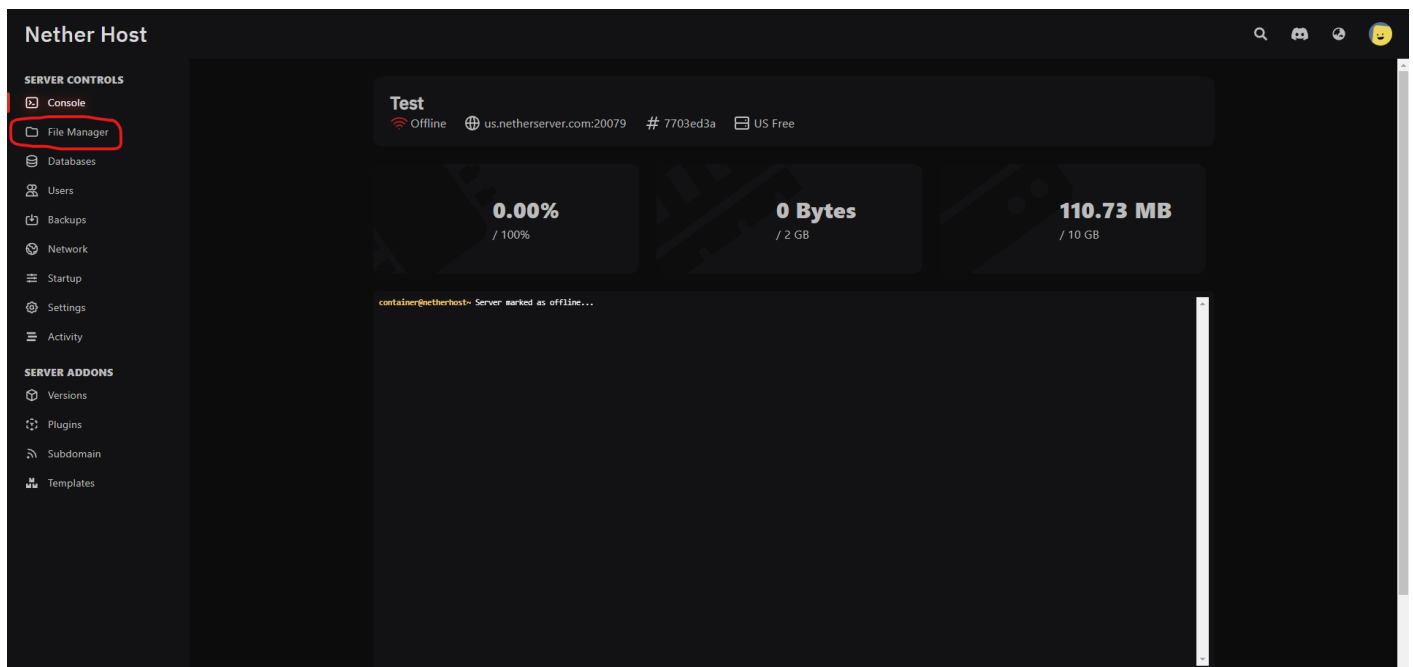 Nether Host
SERVER CONTROLS
Console
File Manager
Databases
Users
Backups
Network
Startup
Settings
Activity
SERVER ADDONS
Versions
Plugins
Subdomain
Templates
Test
Offline us.netherserver.com:20079 # 7703ed3a US Free
0.00%
/ 100%
0 Bytes
/ 2 GB
110.73 MB
/ 10 GB
container@netherhost~ Server marked as offline...